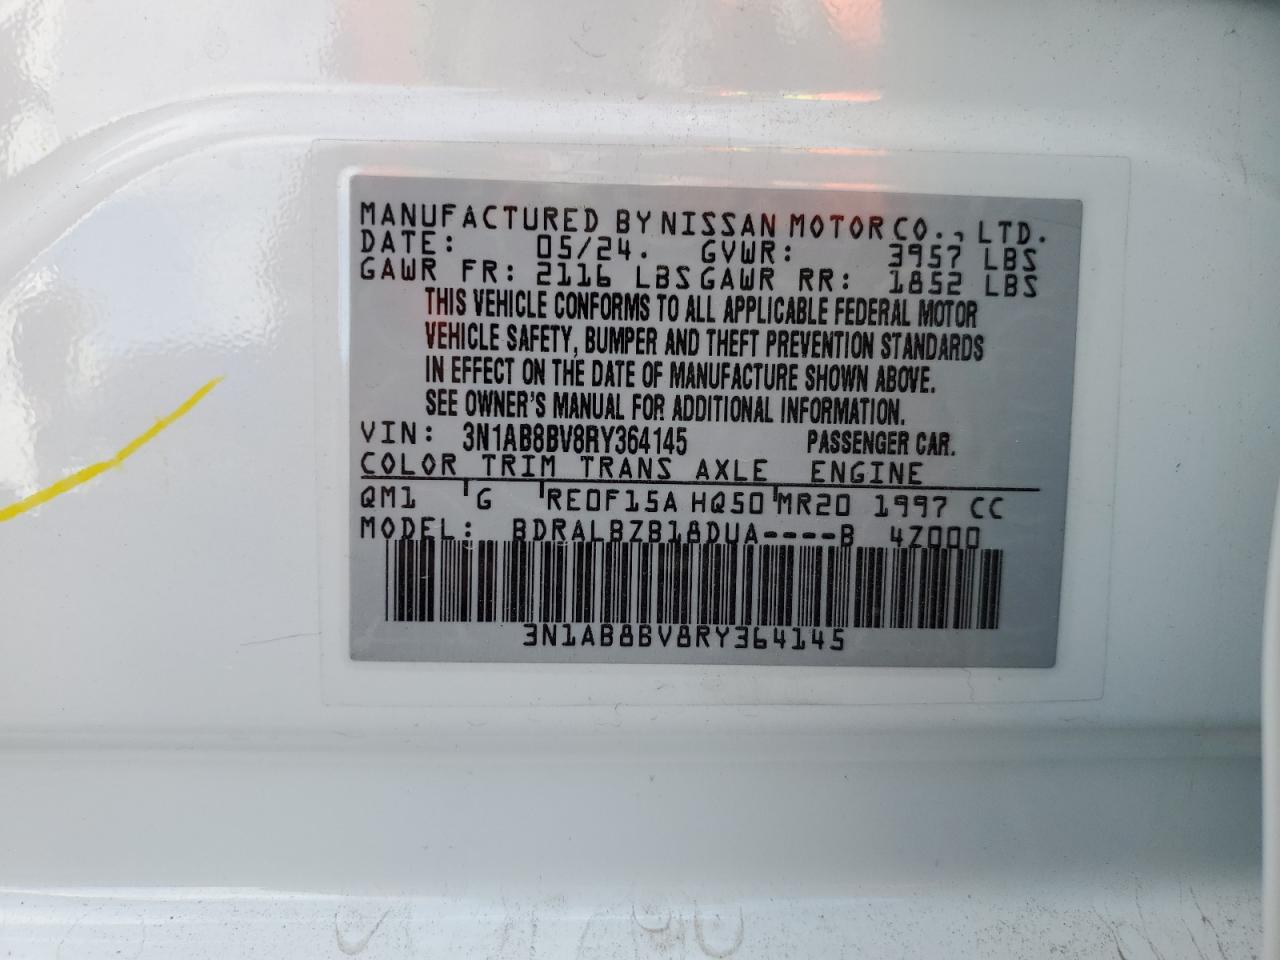 MANUFACTURED BY NISSAN MOTOR CO., LTD.
DATE: 05/24. GVWR: 3957 LBS
GAWR FR: 2116 LBS GAWR RR: 1852 LBS
THIS VEHICLE CONFORMS TO ALL APPLICABLE FEDERAL MOTOR
VEHICLE SAFETY, BUMPER AND THEFT PREVENTION STANDARDS
IN EFFECT ON THE DATE OF MANUFACTURE SHOWN ABOVE.
SEE OWNER'S MANUAL FOR ADDITIONAL INFORMATION.
VIN: 3N1AB8BV8RY364145 PASSENGER CAR.
COLOR TRIM TRANS AXLE ENGINE
QM1 G RE0F15A HQ50 MR20 1997 CC
MODEL: BDRALBZB18DUA----B 4Z000
3N1AB8BV8RY364145